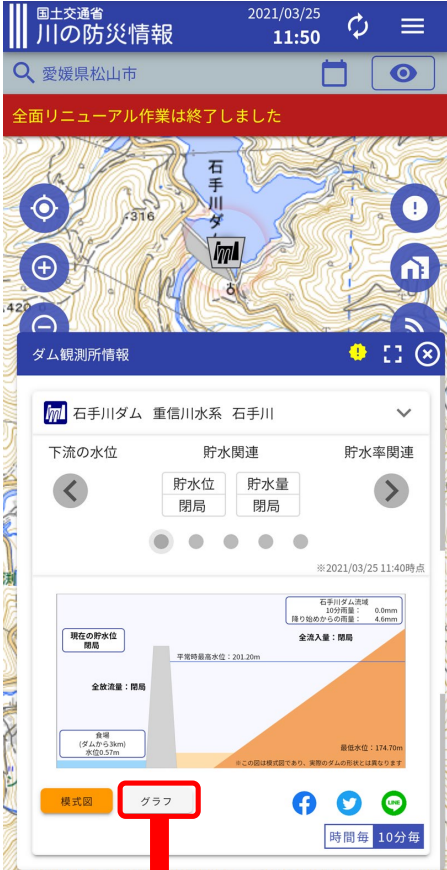 国土交通省
川の防災情報
2021/03/25
11:50
愛媛県松山市
全面リニューアル作業は終了しました
石手川ダム
316
420
ダム観測所情報
石手川ダム 重信川水系 石手川
下流の水位 貯水関連 貯水率関連
貯水位 貯水量
閉局 閉局
※2021/03/25 11:40時点
石手川ダム流域
10分雨量： 0.0mm
降り始めからの雨量： 4.6mm
現在の貯水位
閉局
全流入量：閉局
平常時最高水位：201.20m
全放流量：閉局
食場
(ダムから3km)
水位0.57m
最低水位：174.70m
※この図は模式図であり、実際のダムの形状とは異なります
模式図 グラフ
LINE
時間毎 10分毎